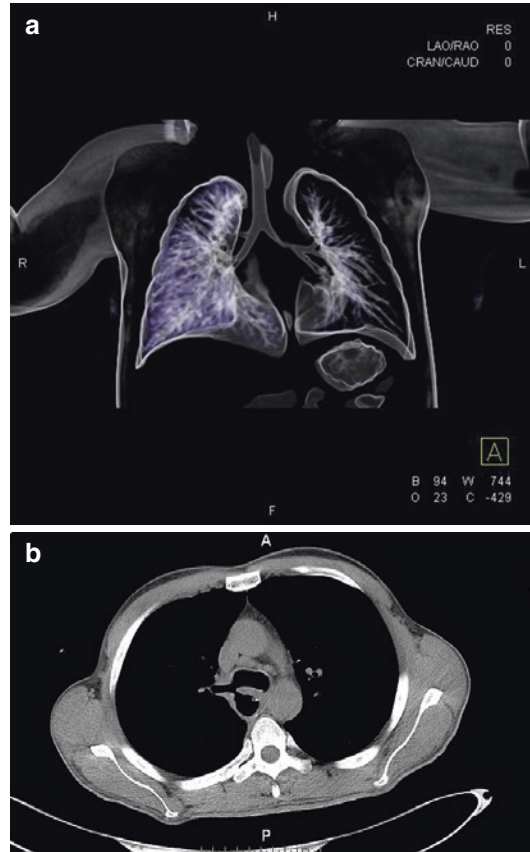 a
H
RES
LAO/RAO 0
CRAN/CAUD 0
R
L
A
B 94 W 744
O 23 C -429
F
b
A
P